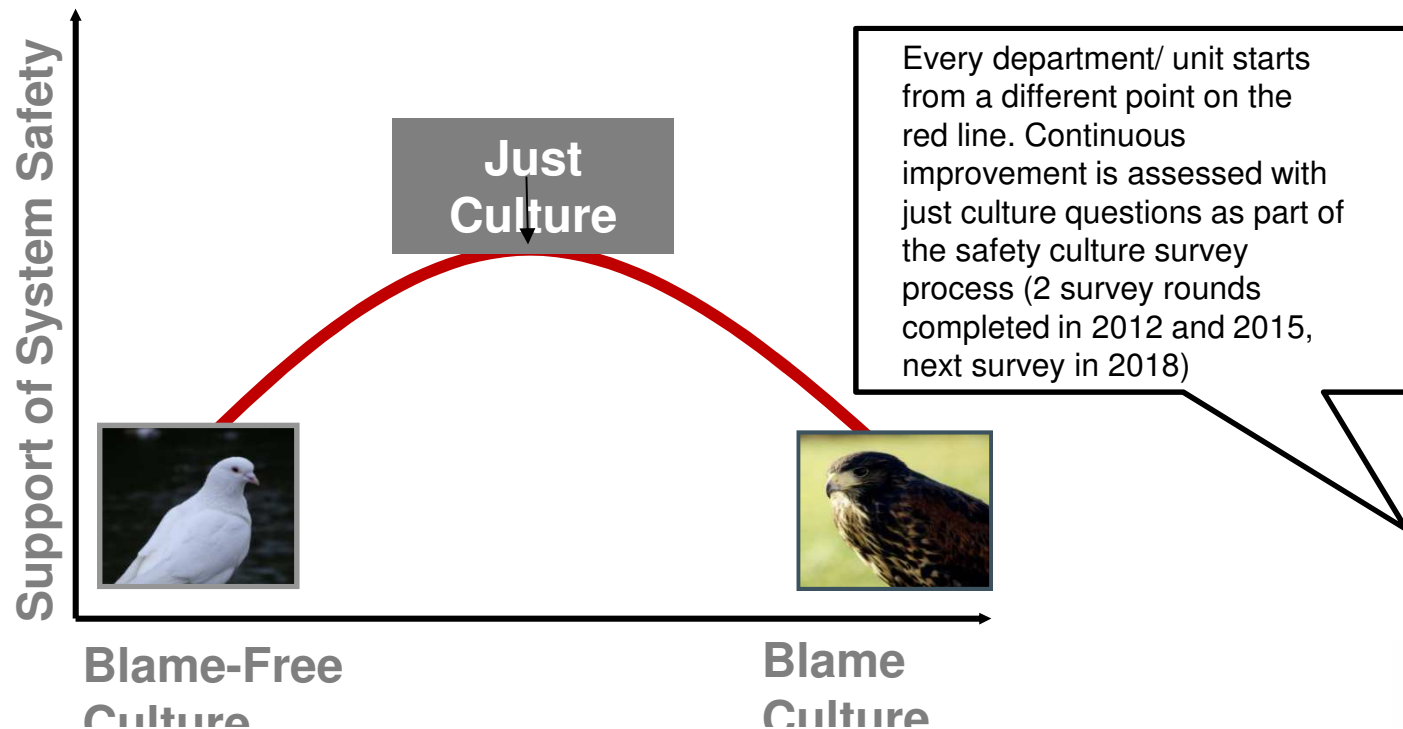 Support of System Safety
Just
Culture
Every department/ unit starts
from a different point on the
red line. Continuous
improvement is assessed with
just culture questions as part of
the safety culture survey
process (2 survey rounds
completed in 2012 and 2015,
next survey in 2018)
Blame-Free
Culture
Blame
Culture